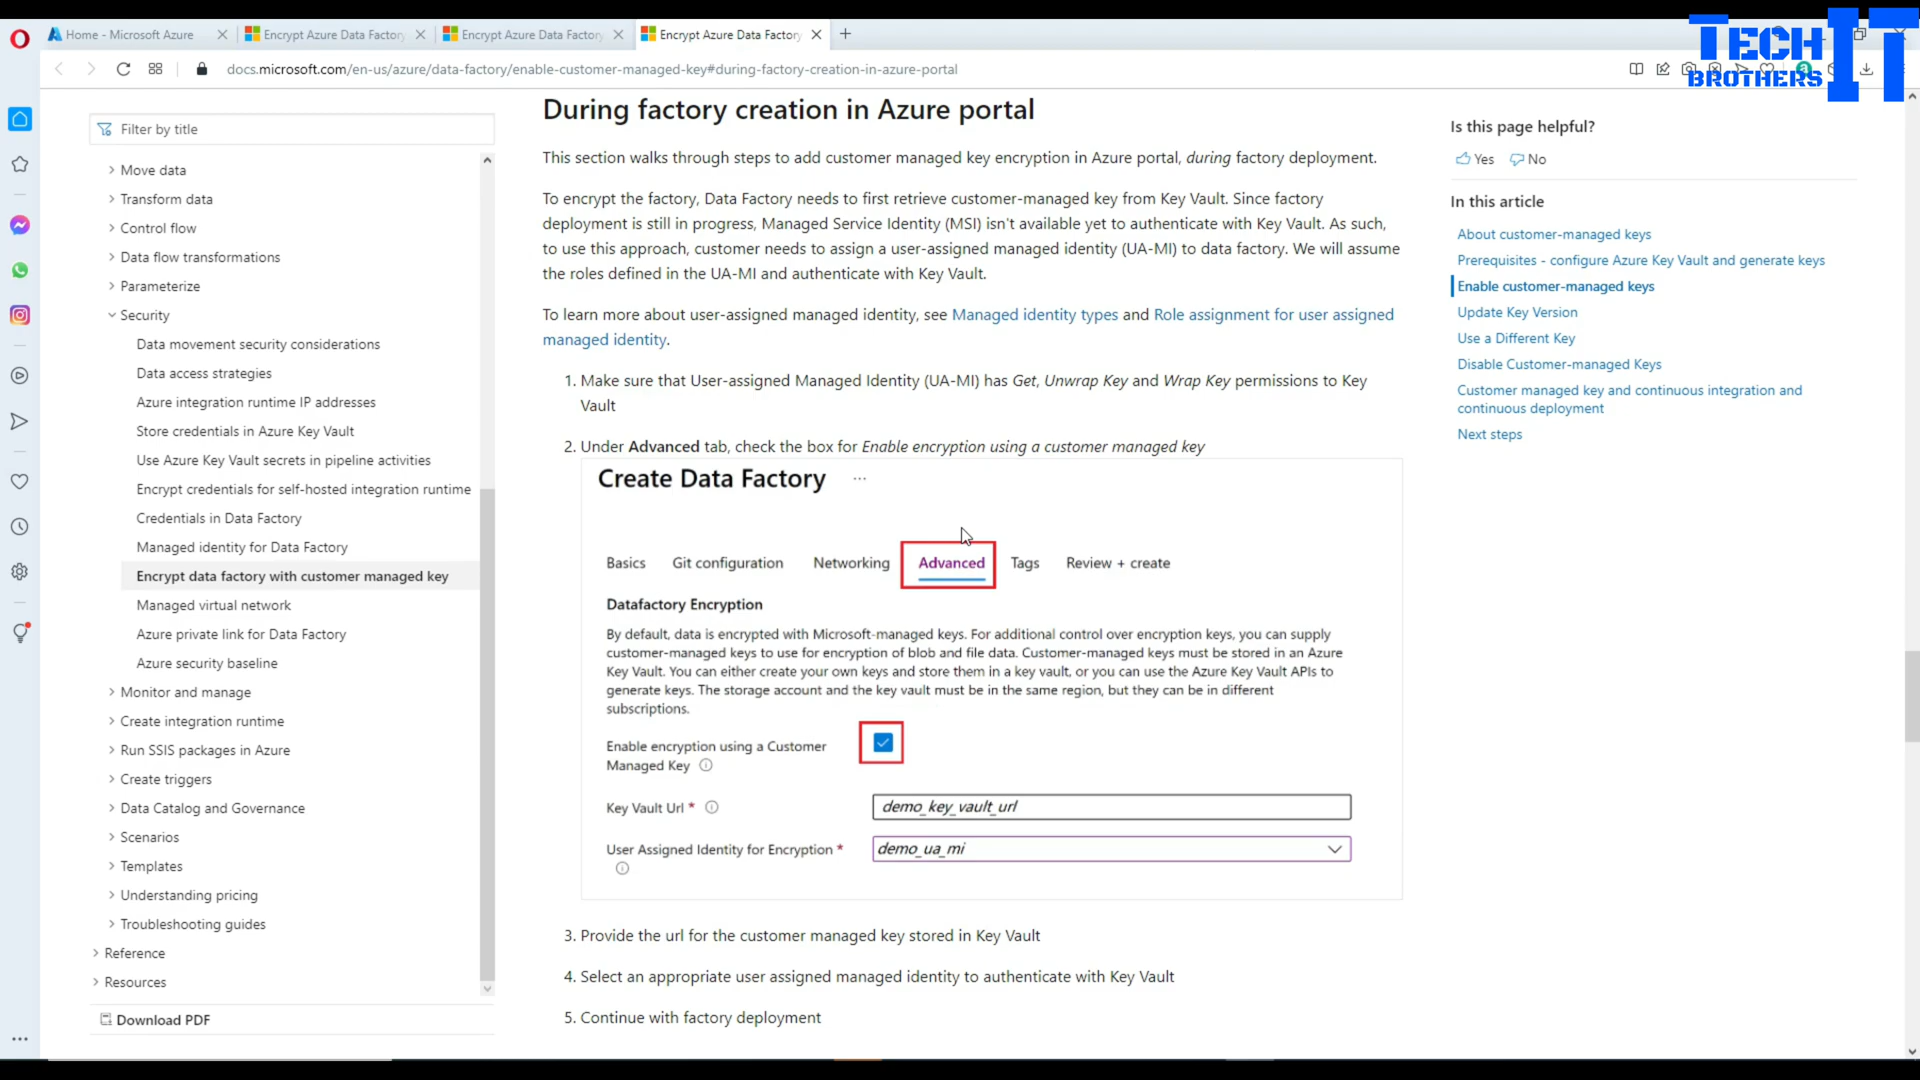 Home - Microsoft Azure
Encrypt Azure Data Factory
Encrypt Azure Data Factory
Encrypt Azure Data Factory
TECH IT
BROTHERS
docs.microsoft.com/en-us/azure/data-factory/enable-customer-managed-key#during-factory-creation-in-azure-portal
Filter by title
Move data
Transform data
Control flow
Data flow transformations
Parameterize
Security
Data movement security considerations
Data access strategies
Azure integration runtime IP addresses
Store credentials in Azure Key Vault
Use Azure Key Vault secrets in pipeline activities
Encrypt credentials for self-hosted integration runtime
Credentials in Data Factory
Managed identity for Data Factory
Encrypt data factory with customer managed key
Managed virtual network
Azure private link for Data Factory
Azure security baseline
Monitor and manage
Create integration runtime
Run SSIS packages in Azure
Create triggers
Data Catalog and Governance
Scenarios
Templates
Understanding pricing
Troubleshooting guides
Reference
Resources
Download PDF
During factory creation in Azure portal
This section walks through steps to add customer managed key encryption in Azure portal, during factory deployment.
To encrypt the factory, Data Factory needs to first retrieve customer-managed key from Key Vault. Since factory
deployment is still in progress, Managed Service Identity (MSI) isn't available yet to authenticate with Key Vault. As such,
to use this approach, customer needs to assign a user-assigned managed identity (UA-MI) to data factory. We will assume
the roles defined in the UA-MI and authenticate with Key Vault.
To learn more about user-assigned managed identity, see Managed identity types and Role assignment for user assigned
managed identity.
1. Make sure that User-assigned Managed Identity (UA-MI) has Get, Unwrap Key and Wrap Key permissions to Key
Vault
2. Under Advanced tab, check the box for Enable encryption using a customer managed key
Create Data Factory ...
Basics Git configuration Networking Advanced Tags Review + create
Datafactory Encryption
By default, data is encrypted with Microsoft-managed keys. For additional control over encryption keys, you can supply
customer-managed keys to use for encryption of blob and file data. Customer-managed keys must be stored in an Azure
Key Vault. You can either create your own keys and store them in a key vault, or you can use the Azure Key Vault APIs to
generate keys. The storage account and the key vault must be in the same region, but they can be in different
subscriptions.
Enable encryption using a Customer
Managed Key
Key Vault Url * demo_key_vault_url
User Assigned Identity for Encryption * demo_ua_mi
3. Provide the url for the customer managed key stored in Key Vault
4. Select an appropriate user assigned managed identity to authenticate with Key Vault
5. Continue with factory deployment
Is this page helpful?
Yes No
In this article
About customer-managed keys
Prerequisites - configure Azure Key Vault and generate keys
Enable customer-managed keys
Update Key Version
Use a Different Key
Disable Customer-managed Keys
Customer managed key and continuous integration and
continuous deployment
Next steps